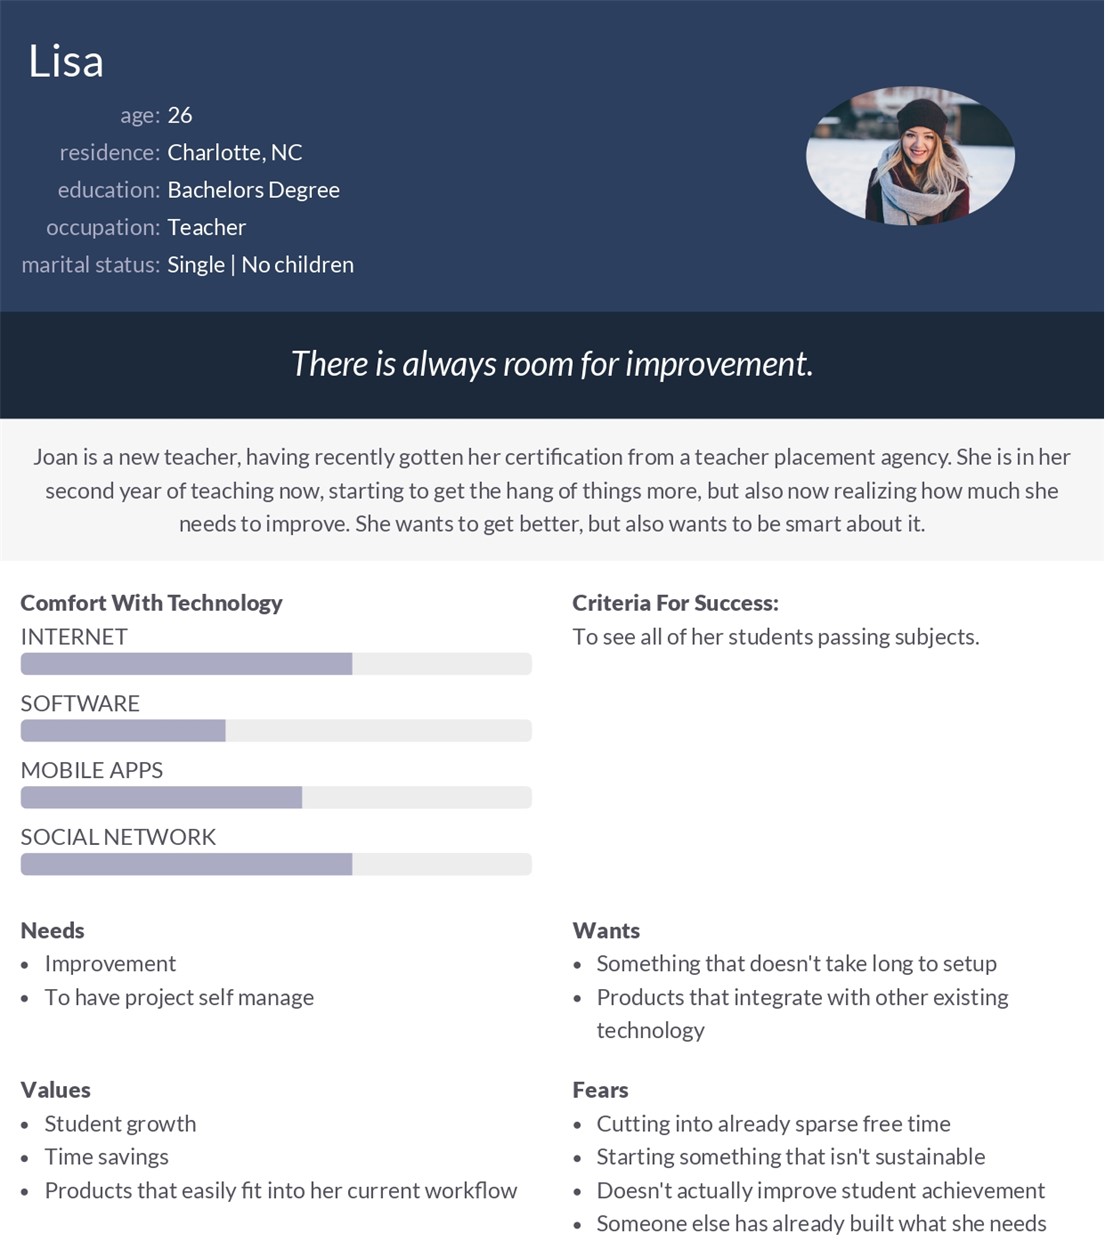 Lisa
age: 26
residence: Charlotte, NC
education: Bachelors Degree
occupation: Teacher
marital status: Single | No children
There is always room for improvement.
Joan is a new teacher, having recently gotten her certification from a teacher placement agency. She is in her
second year of teaching now, starting to get the hang of things more, but also now realizing how much she
needs to improve. She wants to get better, but also wants to be smart about it.
Comfort With Technology
INTERNET
SOFTWARE
MOBILE APPS
SOCIAL NETWORK
Criteria For Success:
To see all of her students passing subjects.
Needs
• Improvement
• To have project self manage
Wants
• Something that doesn't take long to setup
• Products that integrate with other existing
technology
Values
• Student growth
• Time savings
• Products that easily fit into her current workflow
Fears
• Cutting into already sparse free time
• Starting something that isn't sustainable
• Doesn't actually improve student achievement
• Someone else has already built what she needs